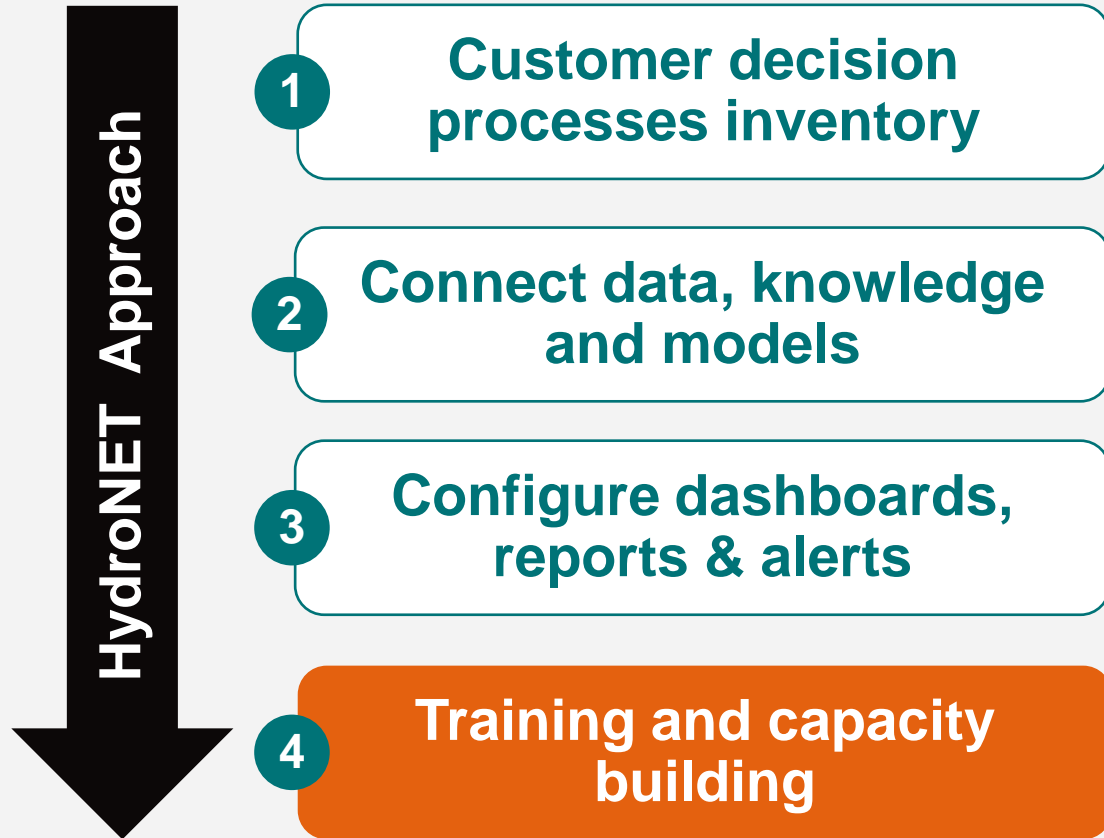 HydroNET Approach
1
Customer decision
processes inventory
2
Connect data, knowledge
and models
3
Configure dashboards,
reports & alerts
4
Training and capacity
building